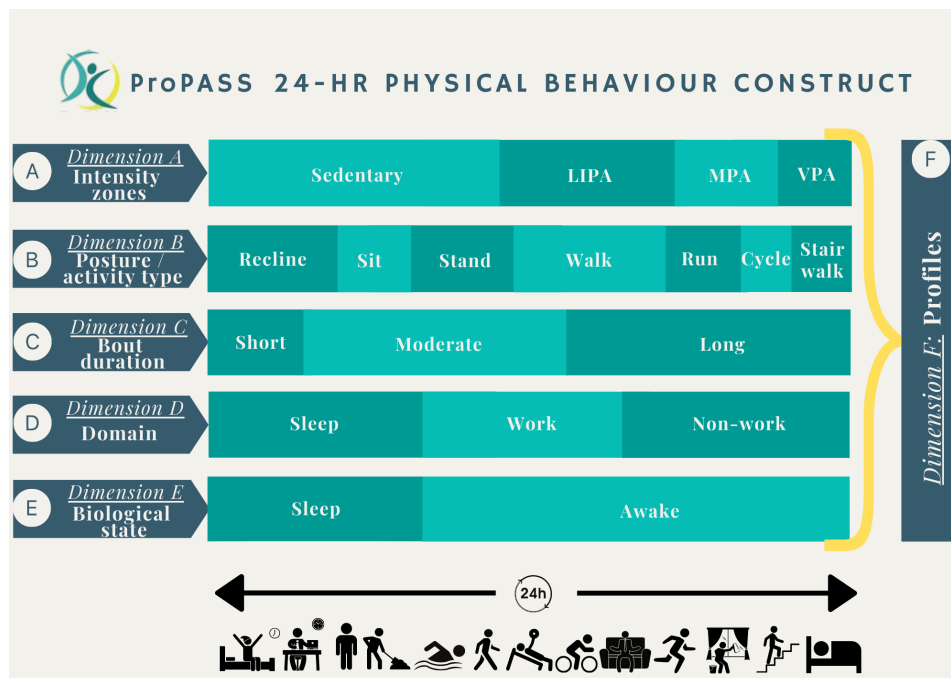 ProPASS 24-HR PHYSICAL BEHAVIOUR CONSTRUCT
A
Dimension A
Intensity
zones
Sedentary
LIPA
MPA
VPA
B
Dimension B
Posture /
activity type
Recline
Sit
Stand
Walk
Run
Cycle
Stair
walk
C
Dimension C
Bout
duration
Short
Moderate
Long
D
Dimension D
Domain
Sleep
Work
Non-work
E
Dimension E
Biological
state
Sleep
Awake
F
Dimension F: Profiles
24h